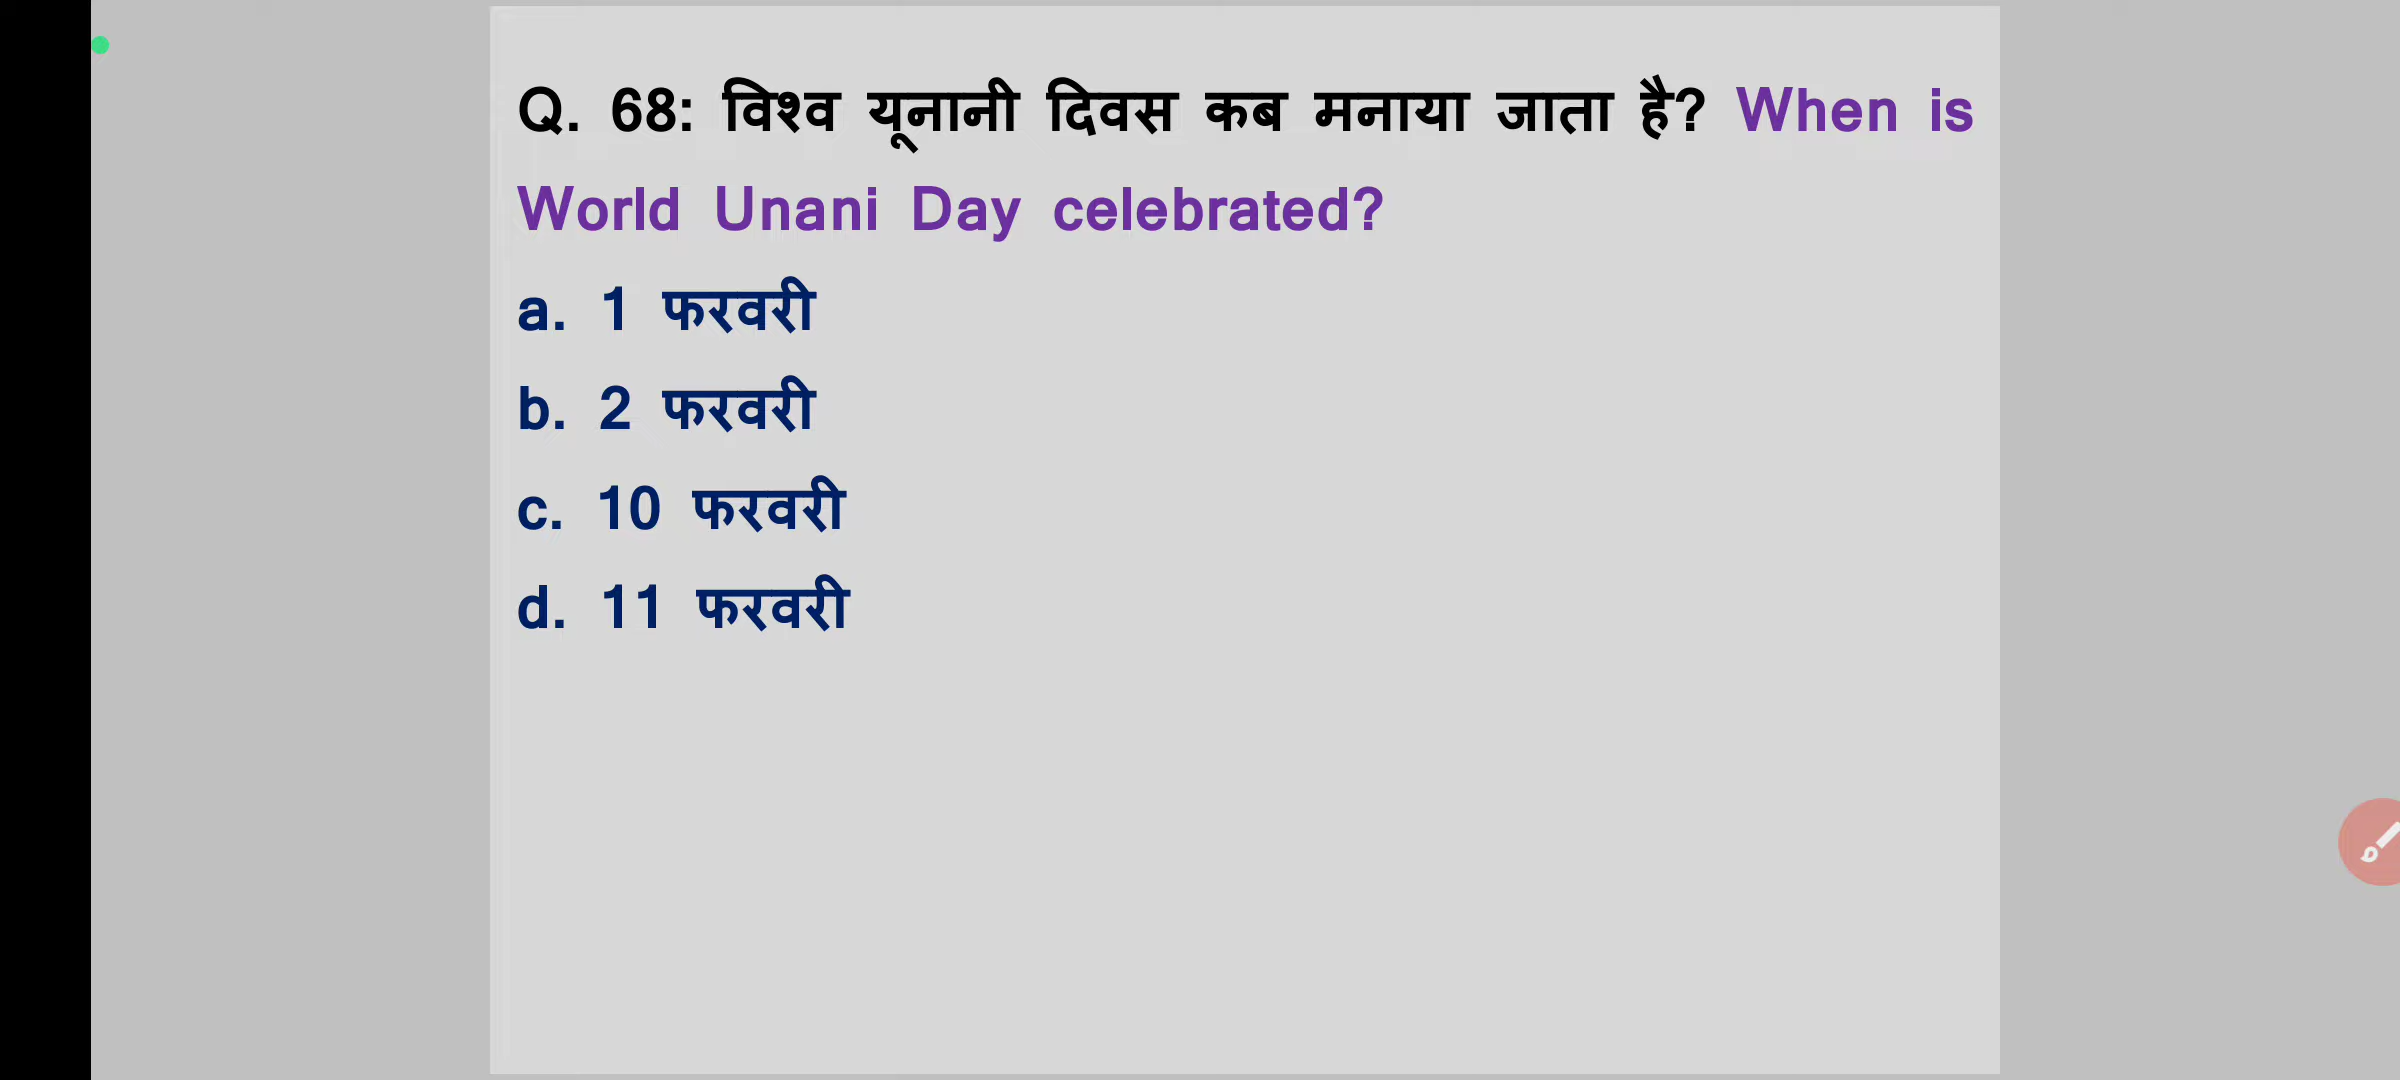 Q. 68: विश्व यूनानी दिवस कब मनाया जाता है? When is
World Unani Day celebrated?
a. 1 फरवरी
b. 2 फरवरी
c. 10 फरवरी
d. 11 फरवरी